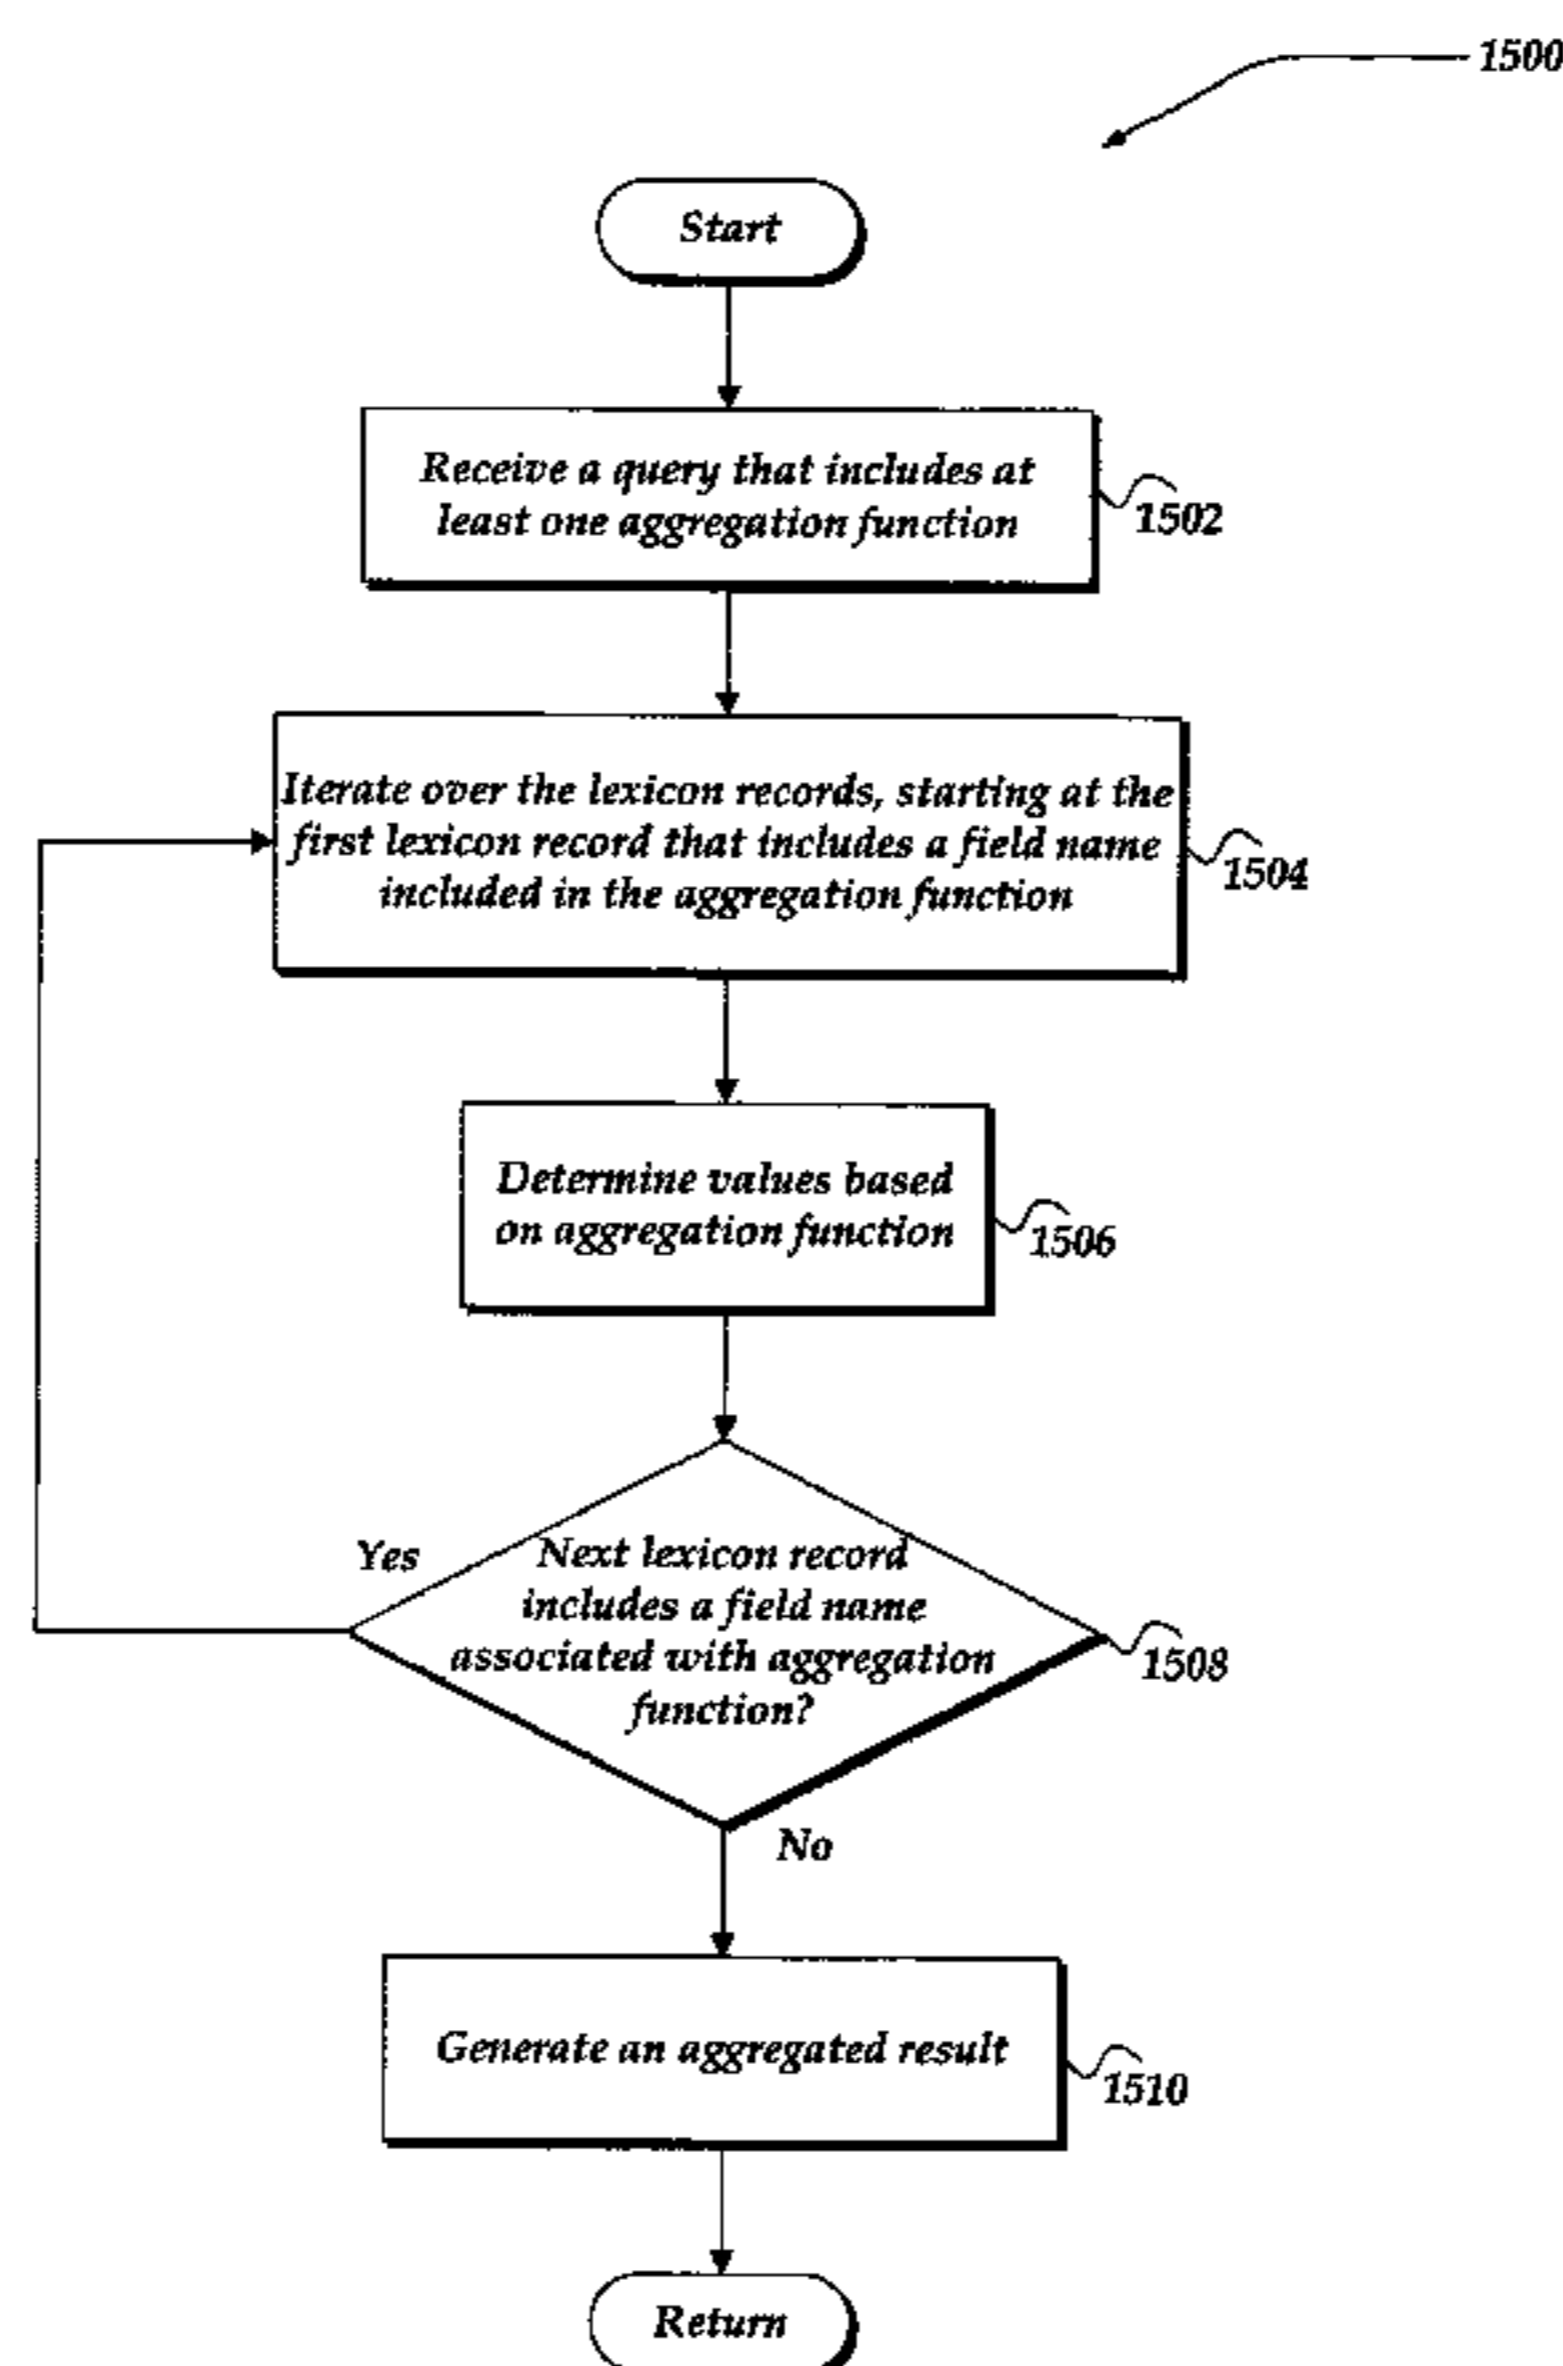 1500
Start
Receive a query that includes at
least one aggregation function
1502
Iterate over the lexicon records, starting at the
first lexicon record that includes a field name
included in the aggregation function
1504
Determine values based
on aggregation function
1506
Yes
Next lexicon record
includes a field name
associated with aggregation
function?
1508
No
Generate an aggregated result
1510
Return